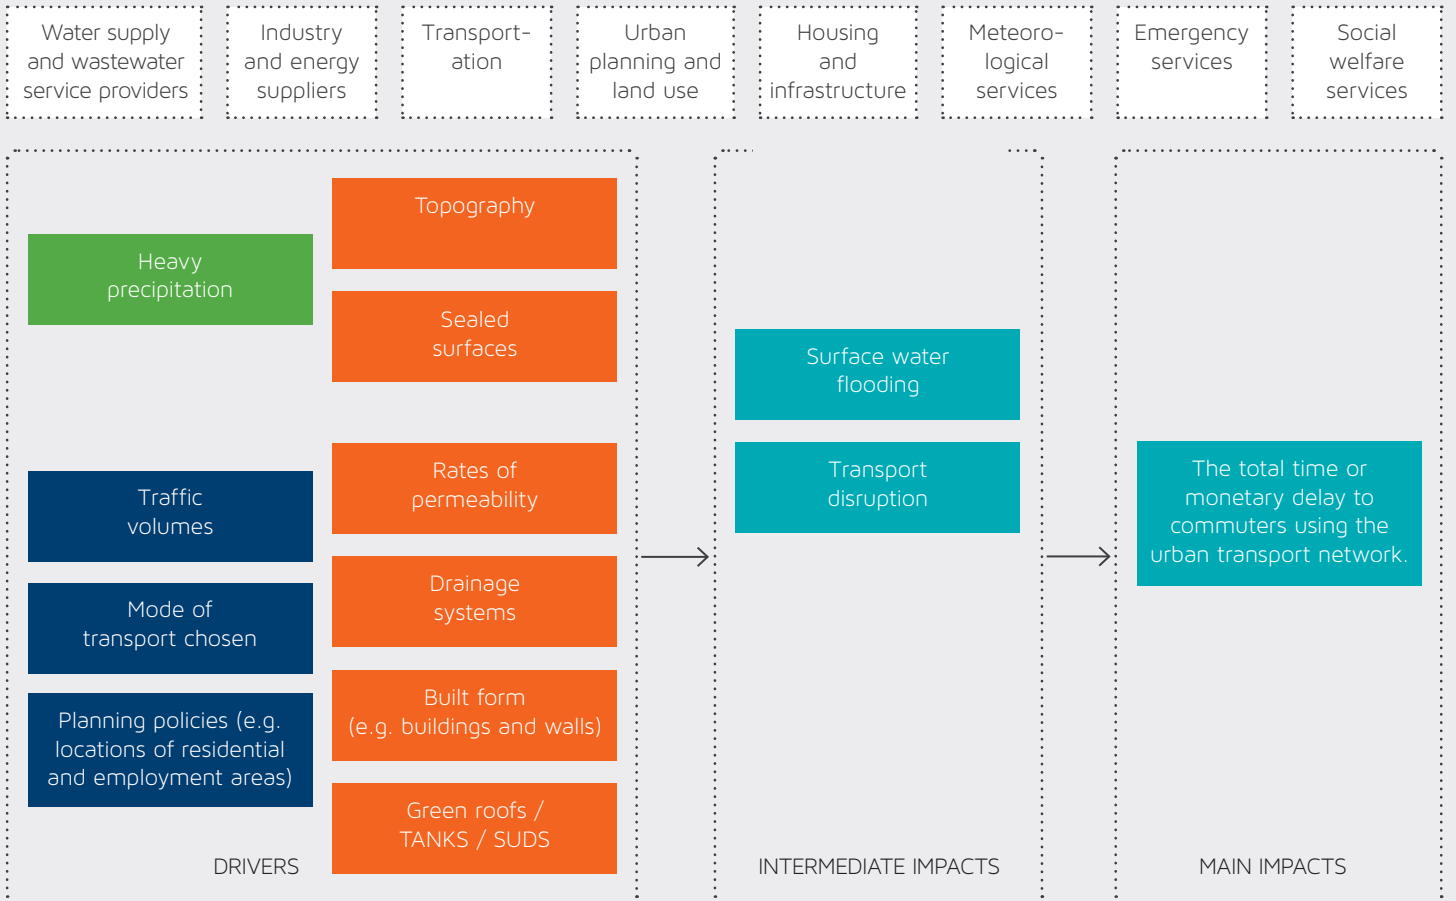 Water supply
and wastewater
service providers
Industry
and energy
suppliers
Transport-
ation
Urban
planning and
land use
Housing
and
infrastructure
Meteoro-
logical
services
Emergency
services
Social
welfare
services
Heavy
precipitation
Traffic
volumes
Mode of
transport chosen
Planning policies (e.g.
locations of residential
and employment areas)
Topography
Sealed
surfaces
Rates of
permeability
Drainage
systems
Built form
(e.g. buildings and walls)
Green roofs /
TANKS / SUDS
DRIVERS
Surface water
flooding
Transport
disruption
INTERMEDIATE IMPACTS
The total time or
monetary delay to
commuters using the
urban transport network.
MAIN IMPACTS